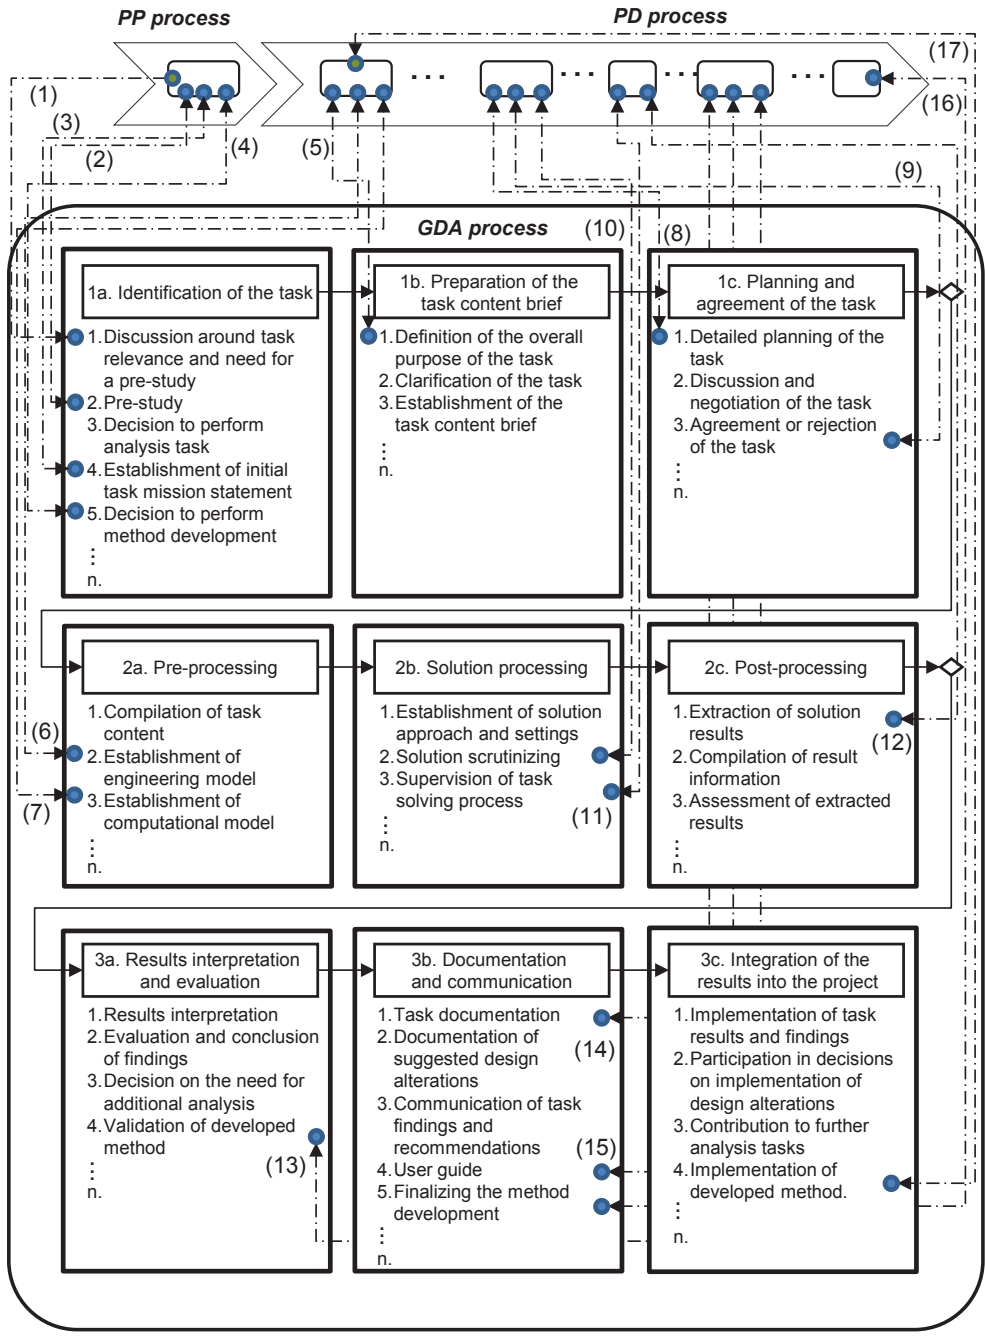 PP process
PD process
(17)
(1)
(16)
(3)
(2)
(4)
(5)
(9)
(10)
(8)
GDA process
1a. Identification of the task
1. Discussion around task
relevance and need for
a pre-study
2. Pre-study
3. Decision to perform
analysis task
4. Establishment of initial
task mission statement
5. Decision to perform
method development
⋮
n.
1b. Preparation of the
task content brief
1. Definition of the overall
purpose of the task
2. Clarification of the task
3. Establishment of the
task content brief
⋮
n.
1c. Planning and
agreement of the task
1. Detailed planning of the
task
2. Discussion and
negotiation of the task
3. Agreement or rejection
of the task
⋮
n.
2a. Pre-processing
1. Compilation of task
content
2. Establishment of
engineering model
3. Establishment of
computational model
⋮
n.
(6)
(7)
2b. Solution processing
1. Establishment of solution
approach and settings
2. Solution scrutinizing
3. Supervision of task
solving process
⋮
n.
(11)
2c. Post-processing
1. Extraction of solution
results
2. Compilation of result
information
3. Assessment of extracted
results
⋮
n.
(12)
3a. Results interpretation
and evaluation
1. Results interpretation
2. Evaluation and conclusion
of findings
3. Decision on the need for
additional analysis
4. Validation of developed
method
⋮
n.
(13)
3b. Documentation
and communication
1. Task documentation
2. Documentation of
suggested design
alterations
3. Communication of task
findings and
recommendations
4. User guide
5. Finalizing the method
development
⋮
n.
(14)
(15)
3c. Integration of the
results into the project
1. Implementation of task
results and findings
2. Participation in decisions
on implementation of
design alterations
3. Contribution to further
analysis tasks
4. Implementation of
developed method.
⋮
n.